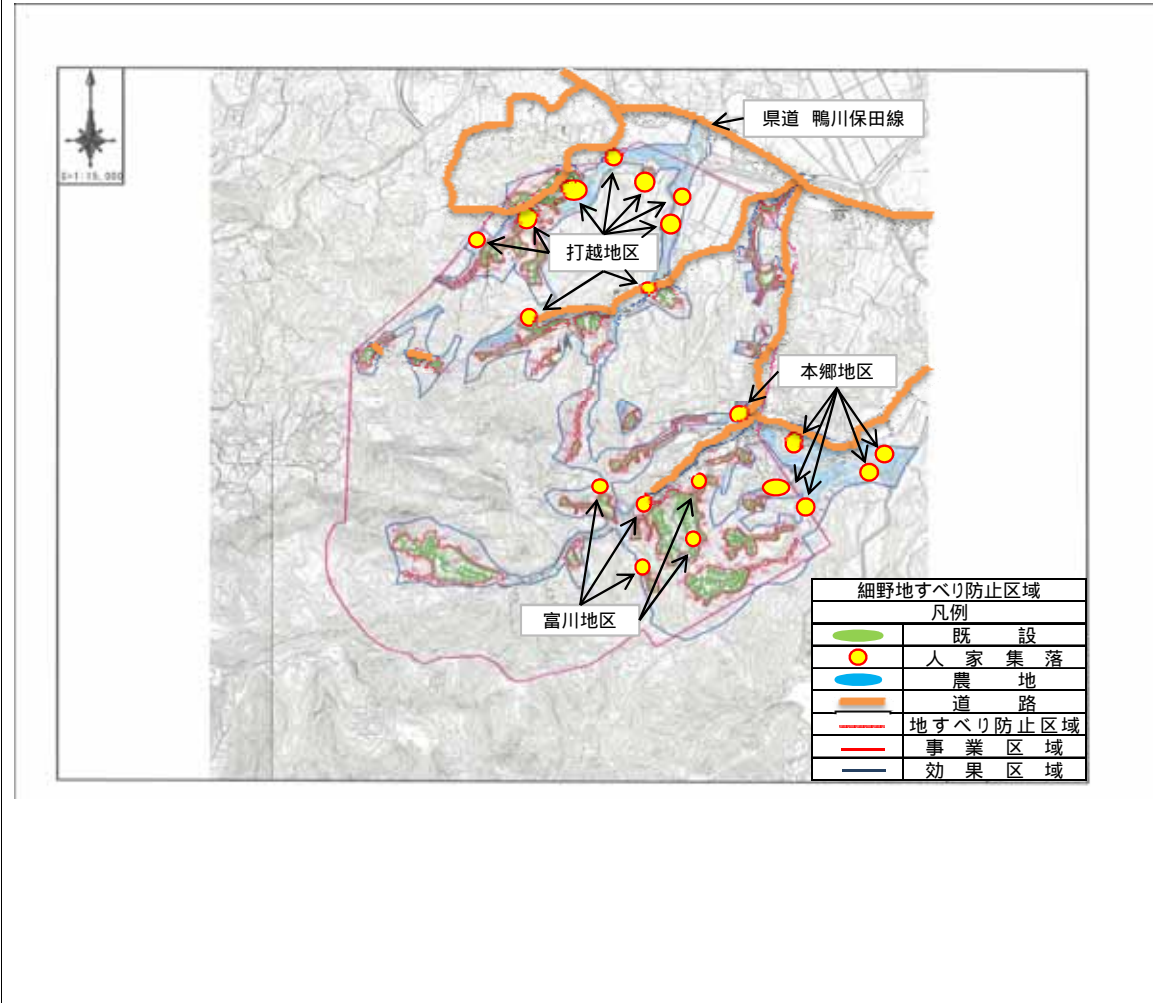 県道 鴨川保田線
S=1:15,000
打越地区
本郷地区
富川地区
細野地すべり防止区域
凡例
既 設
人 家 集 落
農 地
道 路
地すべり防止区域
事 業 区 域
効 果 区 域